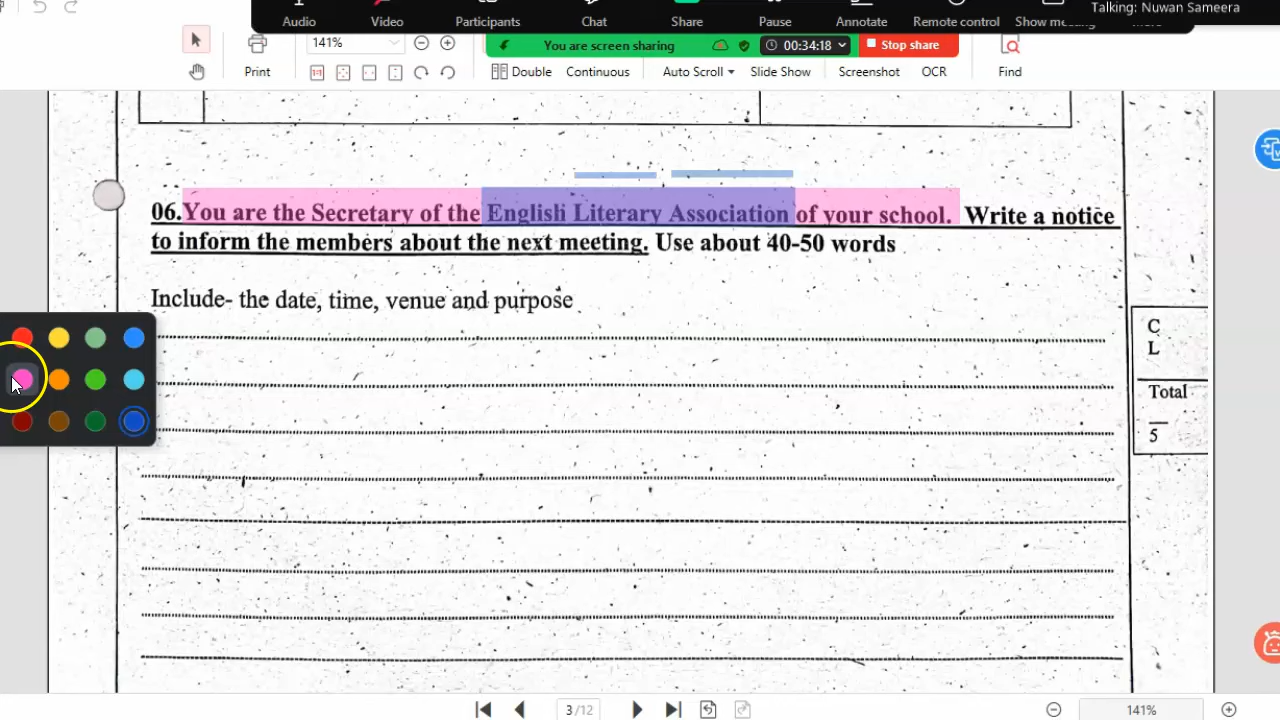 Talking: Nuwan Sameera
Audio
Video
Participants
Chat
Share
Pause
Annotate
Remote control
141%
You are screen sharing
00:34:18
Stop share
Print
Double
Continuous
Auto Scroll
Slide Show
Screenshot
OCR
Find
06.You are the Secretary of the English Literary Association of your school. Write a notice
to inform the members about the next meeting. Use about 40-50 words
Include- the date, time, venue and purpose
C
L
Total
5
3/12
141%